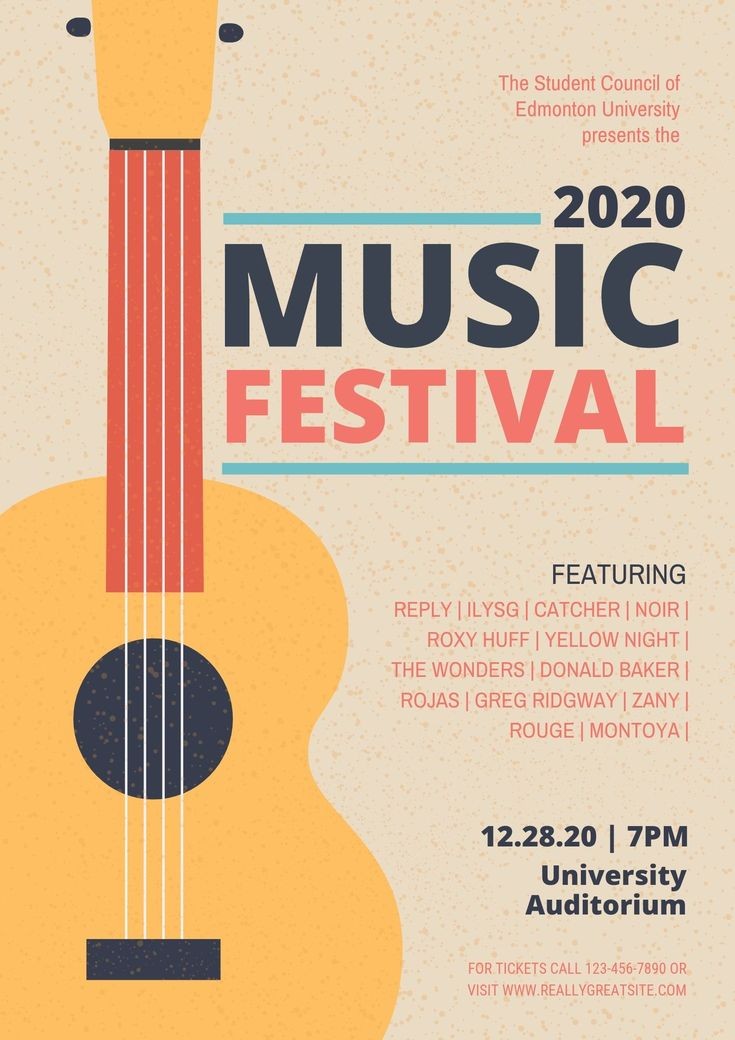 The Student Council of
Edmonton University
presents the
2020
MUSIC
FESTIVAL
FEATURING
REPLY | ILYSG | CATCHER | NOIR |
ROXY HUFF | YELLOW NIGHT |
THE WONDERS | DONALD BAKER |
ROJAS | GREG RIDGWAY | ZANY |
ROUGE | MONTOYA |
12.28.20 | 7PM
University
Auditorium
FOR TICKETS CALL 123-456-7890 OR
VISIT WWW.REALLYGREATSITE.COM